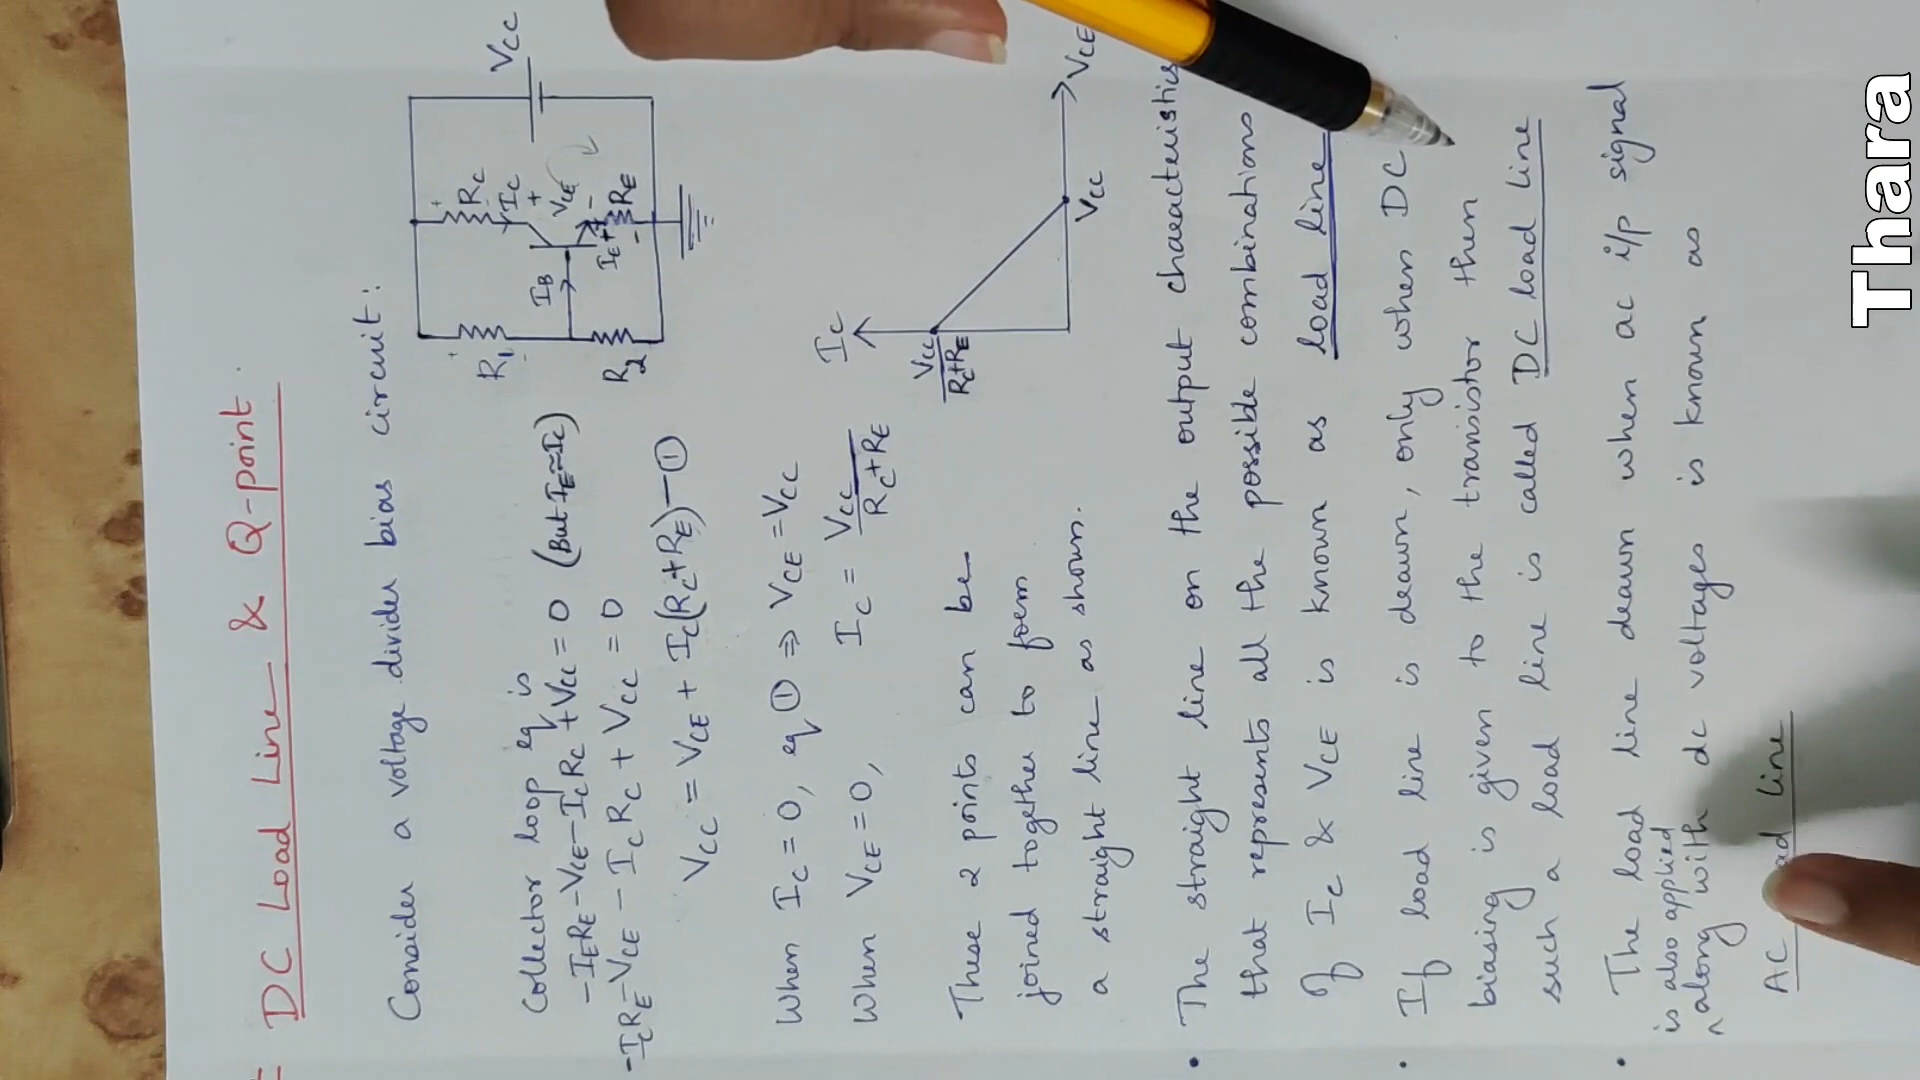 DC Load Line & Q-point.
Consider a voltage divider bias circuit:
Collector loop eq is
-IERE-VCE-ICRC+VCC=0 (But IE≈IC)
-ICRE-VCE-ICRC+VCC=0
VCC=VCE+IC(RC+RE)-①
When IC=0, eq① ⇒ VCE=VCC
When VCE=0, IC=VCC/RC+RE
These 2 points can be
joined together to form
a straight line as shown.
R1
R2
RC
IC
IB
+
VCE
-
IE
+
RE
-
VCC
IC
VCC/RC+RE
VCC
VCE
• The straight line on the output characteristics
that represents all the possible combinations
of IC & VCE is known as load line
• If load line is drawn, only when DC
biasing is given to the transistor then
such a load line is called DC load line
• The load line drawn when ac i/p signal
is also applied
^ along with dc voltages is known as
AC load line
Thara